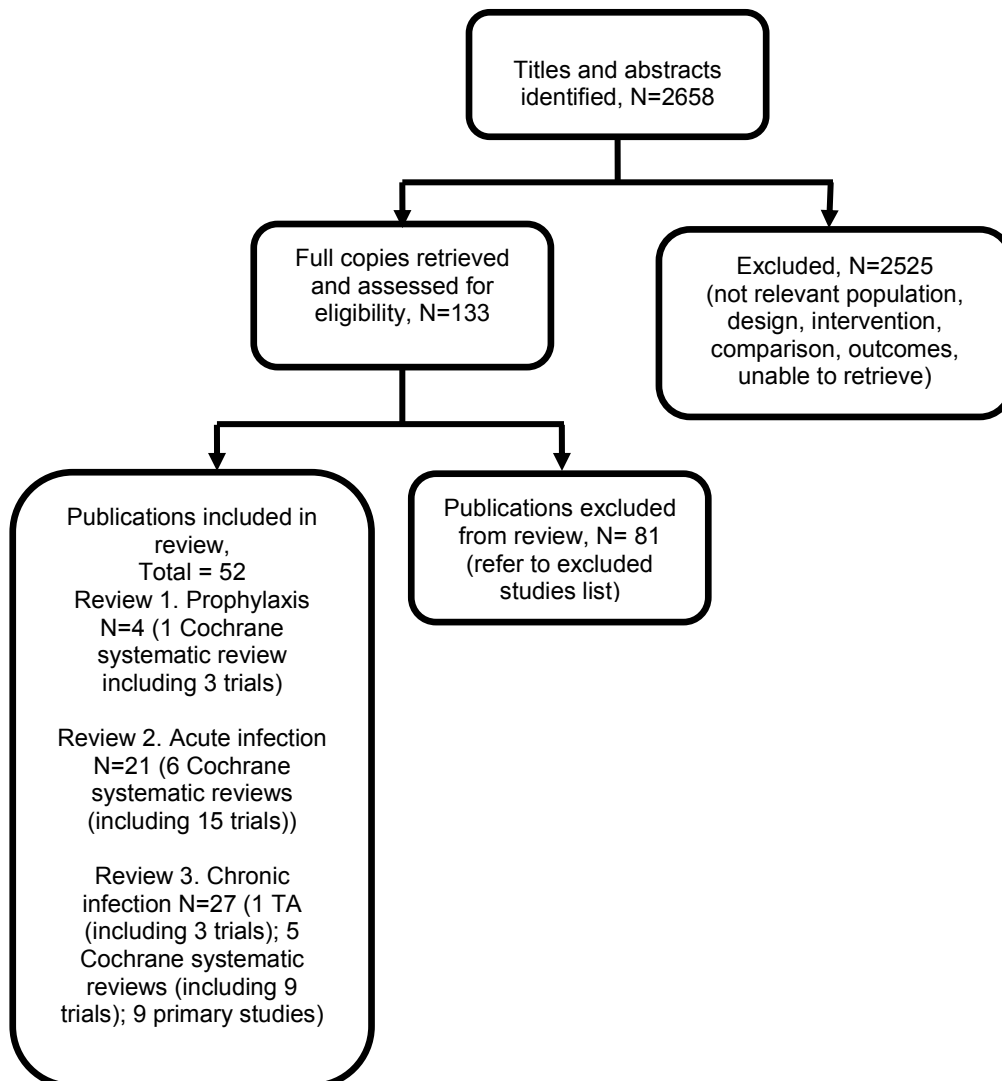 Titles and abstracts
identified, N=2658
Full copies retrieved
and assessed for
eligibility, N=133
Excluded, N=2525
(not relevant population,
design, intervention,
comparison, outcomes,
unable to retrieve)
Publications included in
review,
Total = 52
Review 1. Prophylaxis
N=4 (1 Cochrane
systematic review
including 3 trials)
Review 2. Acute infection
N=21 (6 Cochrane
systematic reviews
(including 15 trials))
Review 3. Chronic
infection N=27 (1 TA
(including 3 trials); 5
Cochrane systematic
reviews (including 9
trials); 9 primary studies)
Publications excluded
from review, N= 81
(refer to excluded
studies list)